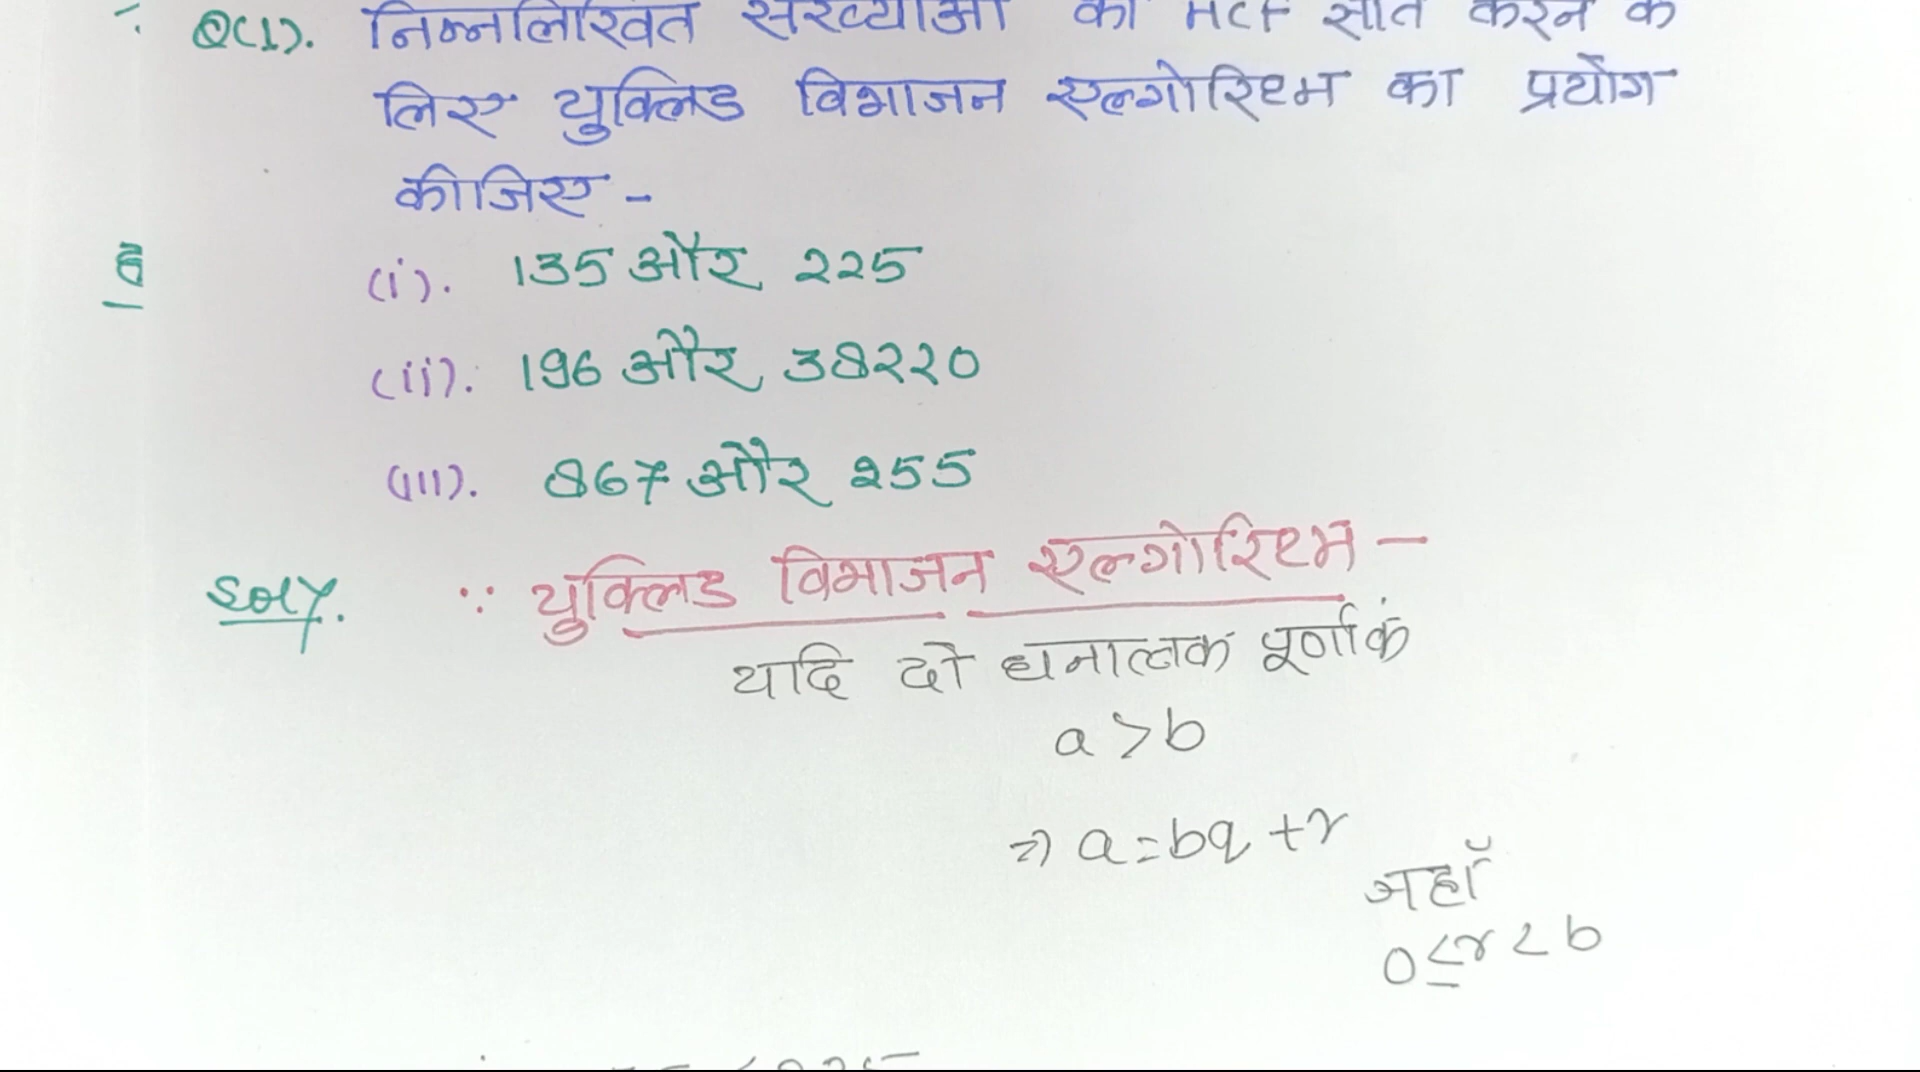 Q(1). निम्नलिखित संख्याओं का HCF ज्ञात करने के
लिए युक्लिड विभाजन एल्गोरिथ्म का प्रयोग
कीजिए -
(i). 135 और 225
(ii). 196 और 38220
(iii). 867 और 255
Soly. ∵ युक्लिड विभाजन एल्गोरिथ्म -
यदि दो धनात्मक पूर्णांक
a > b
⇒ a = bq + r
जहाँ
0 ≤ r < b